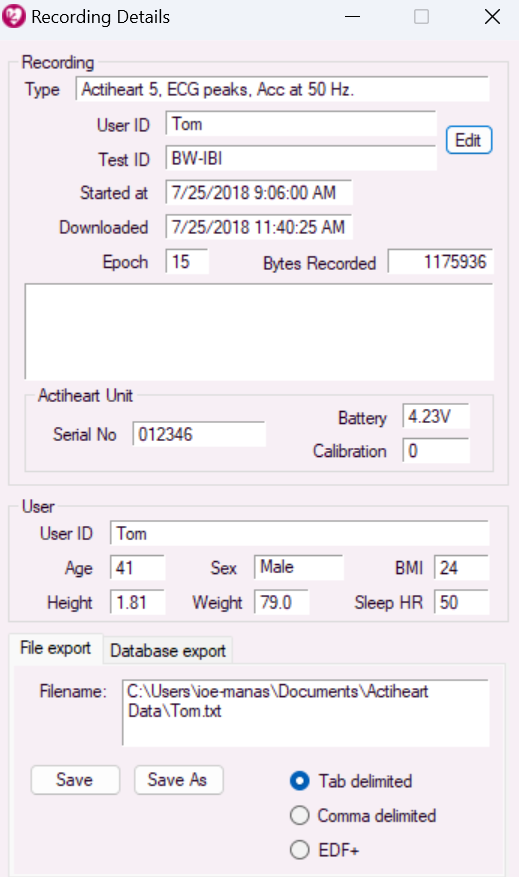 Recording Details
Recording
Type Actiheart 5, ECG peaks, Acc at 50 Hz.
User ID Tom
Edit
Test ID BW-IBI
Started at 7/25/2018 9:06:00 AM
Downloaded 7/25/2018 11:40:25 AM
Epoch 15 Bytes Recorded 1175936
Actiheart Unit
Battery 4.23V
Serial No 012346
Calibration 0
User
User ID Tom
Age 41 Sex Male BMI 24
Height 1.81 Weight 79.0 Sleep HR 50
File export Database export
Filename: C:\Users\ioe-manas\Documents\Actiheart
Data\Tom.txt
Save Save As Tab delimited
Comma delimited
EDF+